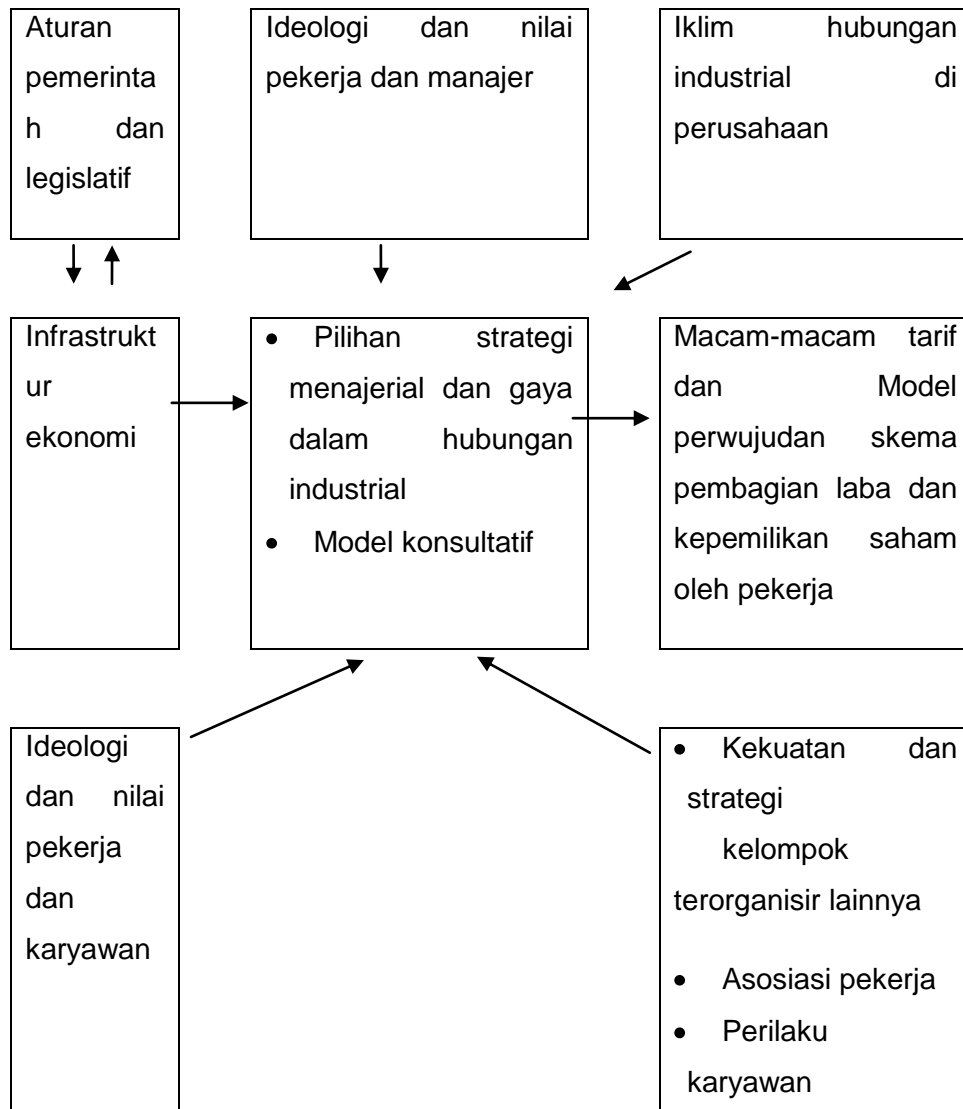 Aturan
pemerinta
h dan
legislatif
Ideologi dan nilai
pekerja dan manajer
Iklim hubungan
industrial di
perusahaan
Infrastrukt
ur
ekonomi
• Pilihan strategi
menajerial dan gaya
dalam hubungan
industrial
• Model konsultatif
Macam-macam tarif
dan Model
perwujudan skema
pembagian laba dan
kepemilikan saham
oleh pekerja
Ideologi
dan nilai
pekerja
dan
karyawan
• Kekuatan dan
strategi
kelompok
terorganisir lainnya
• Asosiasi pekerja
• Perilaku
karyawan